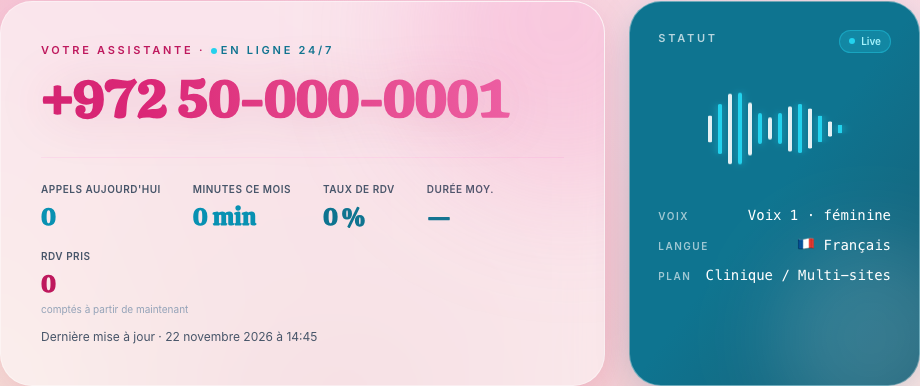 VOTRE ASSISTANTE · EN LIGNE 24/7
+972 50-000-0001
APPELS AUJOURD'HUI
0
MINUTES CE MOIS
0 min
TAUX DE RDV
0 %
DURÉE MOY.
—
RDV PRIS
0
comptés à partir de maintenant
Dernière mise à jour · 22 novembre 2026 à 14:45
STATUT
Live
VOIX Voix 1 · féminine
LANGUE 🇫🇷 Français
PLAN Clinique / Multi-sites